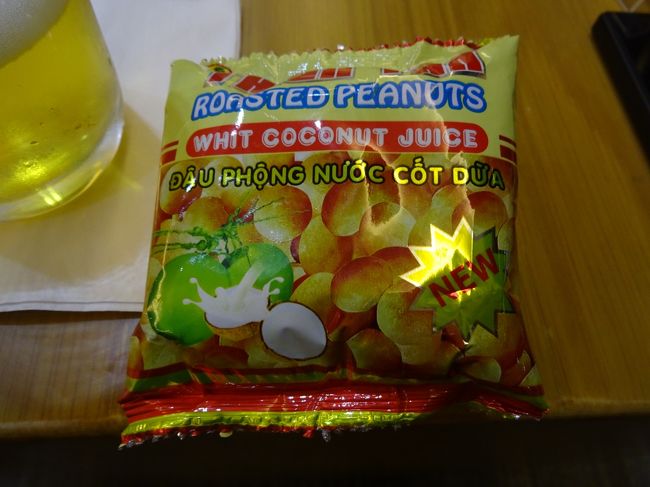 ROASTED PEANUTS
WHIT COCONUT JUICE
ĐẬU PHỘNG NƯỚC CỐT DỪA
NEW